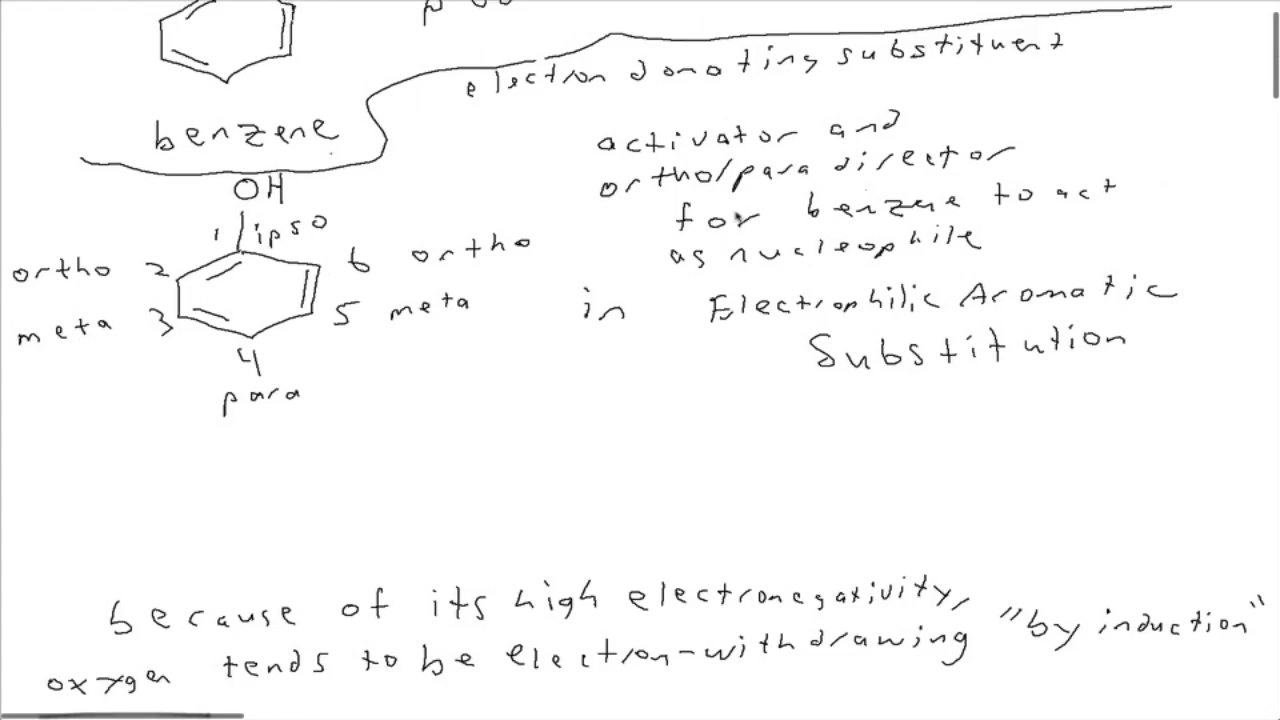 electron donating substituent
benzene
activator and
ortho/para director
for benzene to act
as nucleophile
in Electrophilic Aromatic
Substitution
OH
1 ipso
ortho 2 6 ortho
meta 3 5 meta
4
para
because of its high electronegativity, "by induction"
oxygen tends to be electron-withdrawing